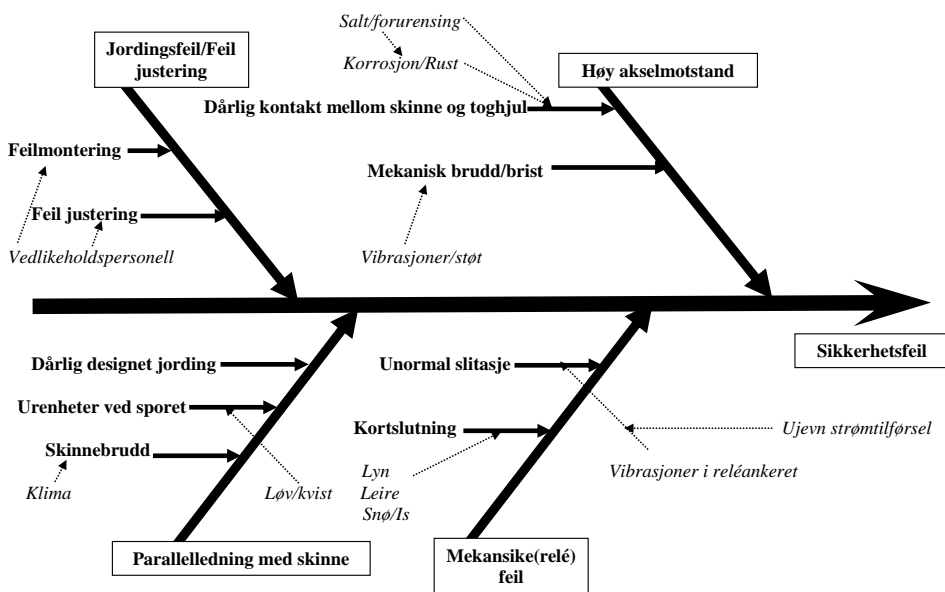 Salt/forurensing
Jordingsfeil/Feil
justering
Korrosjon/Rust
Høy akselmotstand
Dårlig kontakt mellom skinne og toghjul
Feilmontering
Mekanisk brudd/brist
Feil justering
Vedlikeholdspersonell
Vibrasjoner/støt
Sikkerhetsfeil
Dårlig designet jording
Unormal slitasje
Urenheter ved sporet
Kortslutning
Ujevn strømtilførsel
Skinnebrudd
Lyn
Vibrasjoner i reléankeret
Klima
Løv/kvist
Leire
Snø/Is
Parallelledning med skinne
Mekansike(relé)
feil